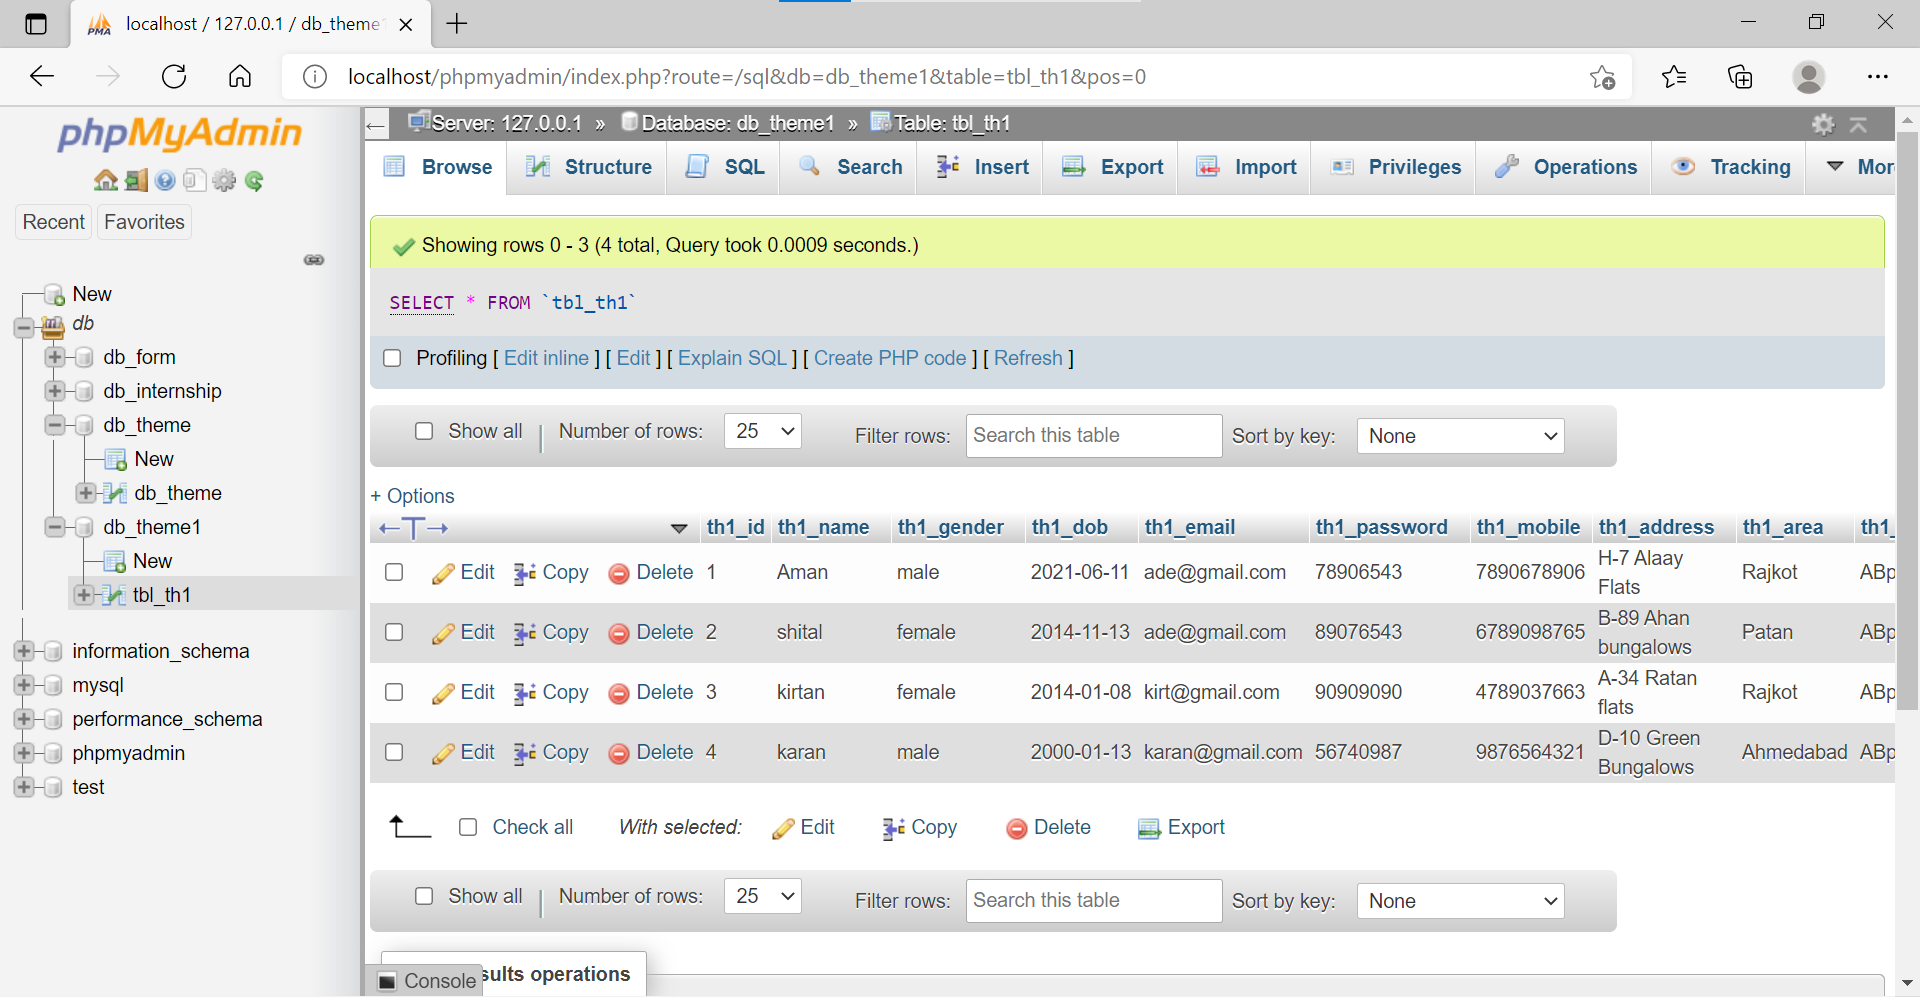 localhost / 127.0.0.1 / db_theme
localhost/phpmyadmin/index.php?route=/sql&db=db_theme1&table=tbl_th1&pos=0
phpMyAdmin
Recent Favorites
New
db
db_form
db_internship
db_theme
New
db_theme
db_theme1
New
tbl_th1
information_schema
mysql
performance_schema
phpmyadmin
test
Server: 127.0.0.1 » Database: db_theme1 » Table: tbl_th1
Browse Structure SQL Search Insert Export Import Privileges Operations Tracking Mor
Showing rows 0 - 3 (4 total, Query took 0.0009 seconds.)
SELECT * FROM `tbl_th1`
Profiling [ Edit inline ] [ Edit ] [ Explain SQL ] [ Create PHP code ] [ Refresh ]
Show all | Number of rows: 25 Filter rows: Search this table Sort by key: None
+ Options
←T→ th1_id th1_name th1_gender th1_dob th1_email th1_password th1_mobile th1_address th1_area th1_
Edit Copy Delete 1 Aman male 2021-06-11 ade@gmail.com 78906543 7890678906 H-7 Alaay Flats Rajkot ABp
Edit Copy Delete 2 shital female 2014-11-13 ade@gmail.com 89076543 6789098765 B-89 Ahan bungalows Patan ABp
Edit Copy Delete 3 kirtan female 2014-01-08 kirt@gmail.com 90909090 4789037663 A-34 Ratan flats Rajkot ABp
Edit Copy Delete 4 karan male 2000-01-13 karan@gmail.com 56740987 9876564321 D-10 Green Bungalows Ahmedabad ABp
Check all With selected: Edit Copy Delete Export
Show all | Number of rows: 25 Filter rows: Search this table Sort by key: None
Console sults operations